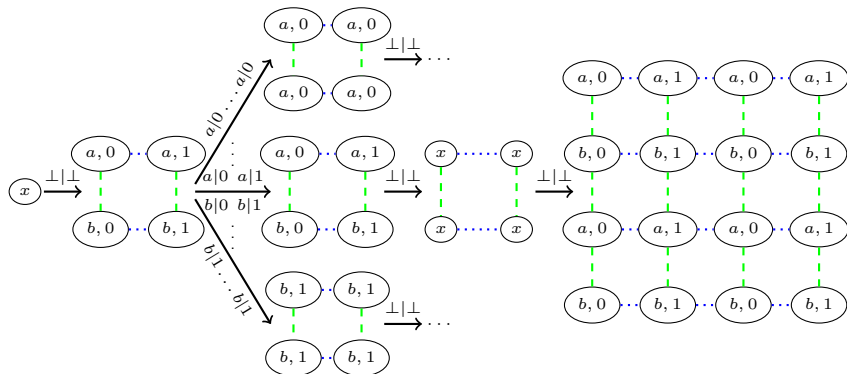 x
⊥|⊥
a, 0 a, 1
b, 0 b, 1
a|0 ... a|0
a, 0 a, 0
a, 0 a, 0
⊥|⊥
...
...
a|0 a|1
b|0 b|1
...
a, 0 a, 1
b, 0 b, 1
⊥|⊥
x x
x x
⊥|⊥
a, 0 a, 1 a, 0 a, 1
b, 0 b, 1 b, 0 b, 1
a, 0 a, 1 a, 0 a, 1
b, 0 b, 1 b, 0 b, 1
b|1 ... b|1
b, 1 b, 1
b, 1 b, 1
⊥|⊥
...